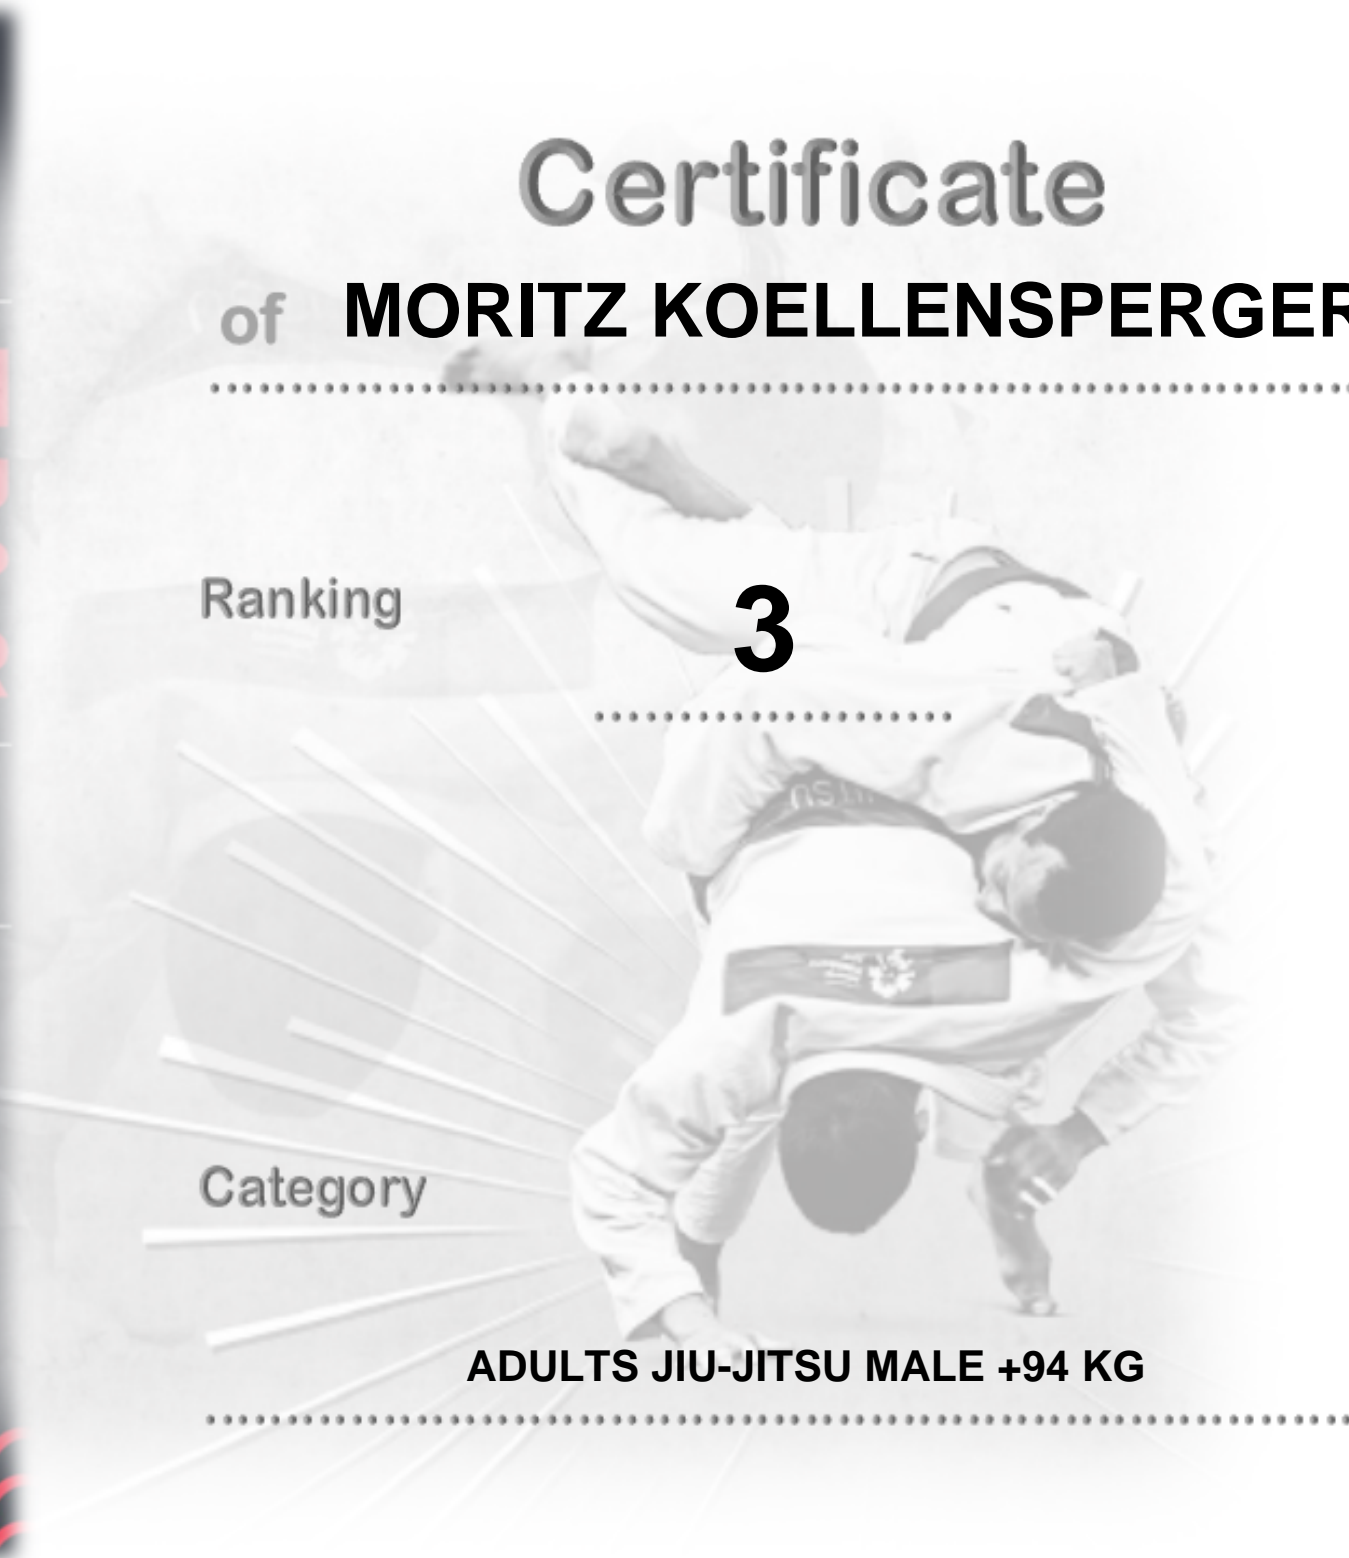 Certificate
of MORITZ KOELLENSPERGER
Ranking
3
Category
ADULTS JIU-JITSU MALE +94 KG